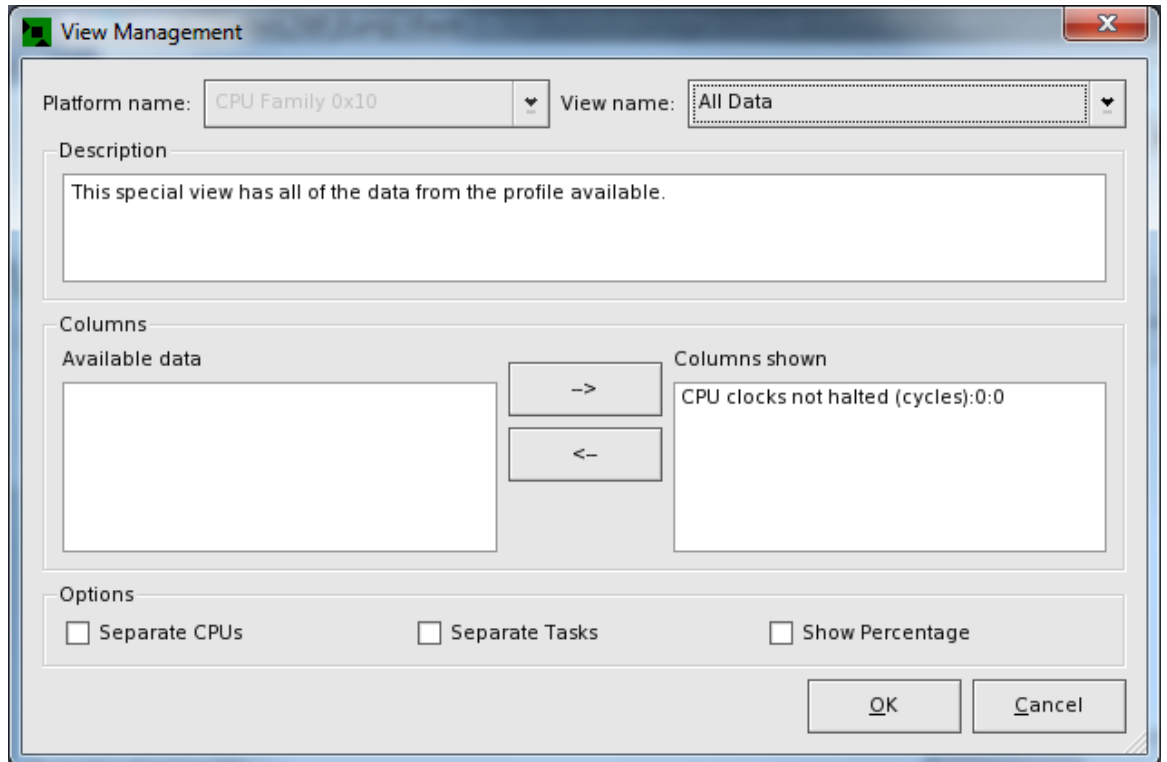 View Management
Platform name: CPU Family 0x10 View name: All Data
Description
This special view has all of the data from the profile available.
Columns
Available data
Columns shown
-->
CPU clocks not halted (cycles):0:0
<--
Options
Separate CPUs Separate Tasks Show Percentage
OK Cancel